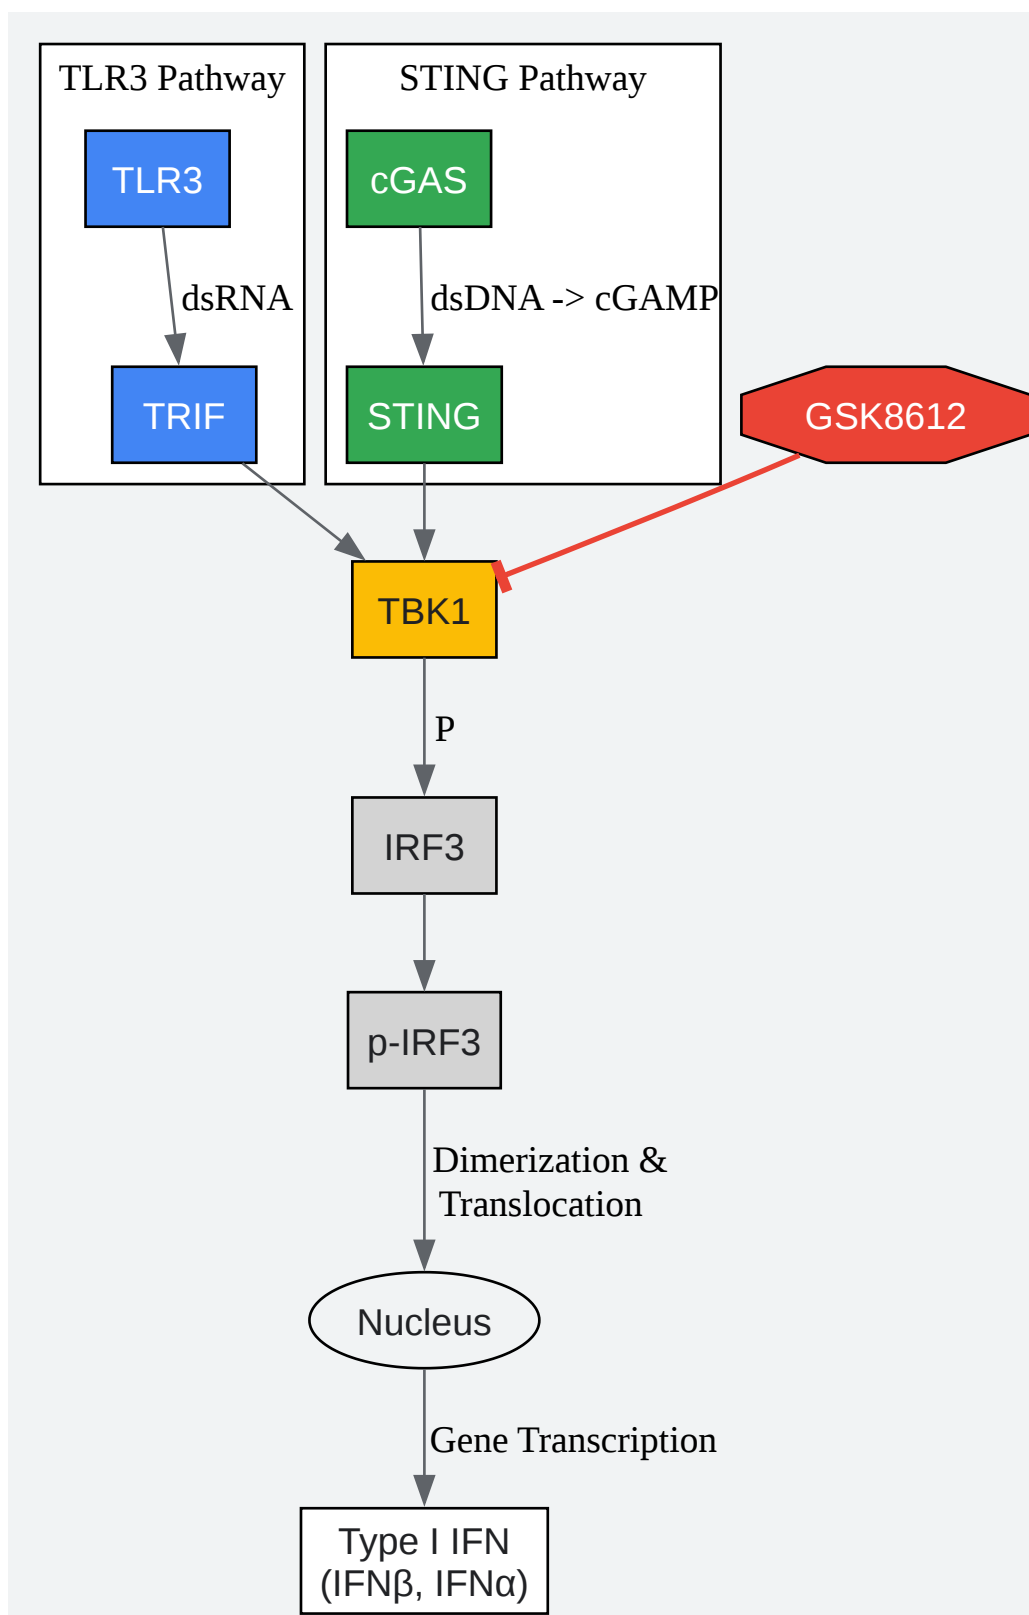 TLR3 Pathway
STING Pathway
TLR3
cGAS
dsRNA
dsDNA -> cGAMP
TRIF
STING
GSK8612
TBK1
P
IRF3
p-IRF3
Dimerization &
Translocation
Nucleus
Gene Transcription
Type I IFN
(IFNβ, IFNα)